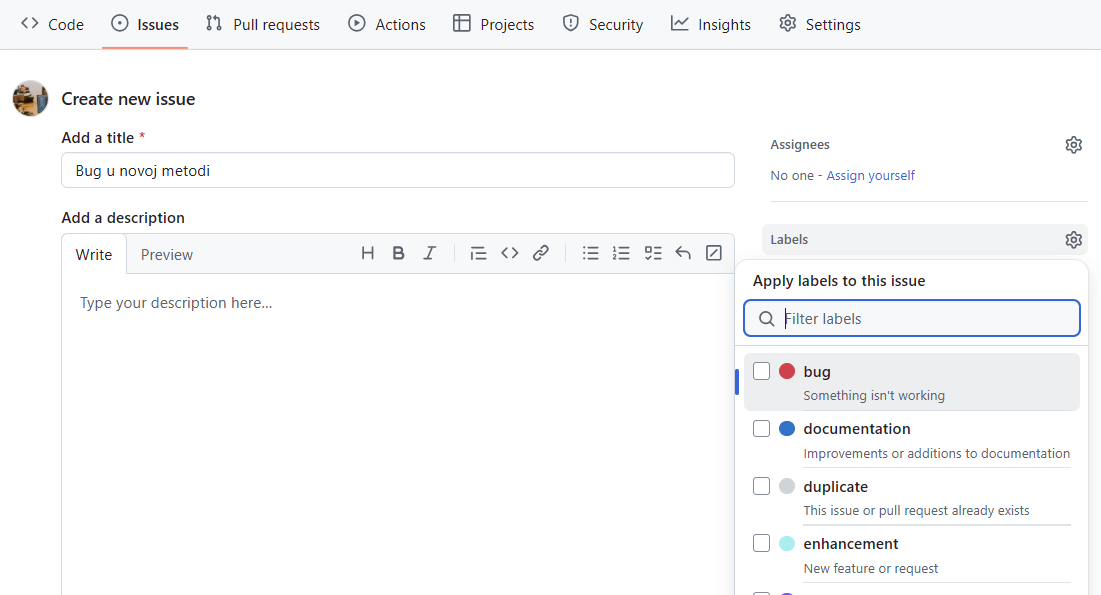 Code Issues Pull requests Actions Projects Security Insights Settings
Create new issue
Add a title *
Bug u novoj metodi
Add a description
Write Preview H B I
Type your description here...
Assignees
No one - Assign yourself
Labels
Apply labels to this issue
Filter labels
bug
Something isn't working
documentation
Improvements or additions to documentation
duplicate
This issue or pull request already exists
enhancement
New feature or request